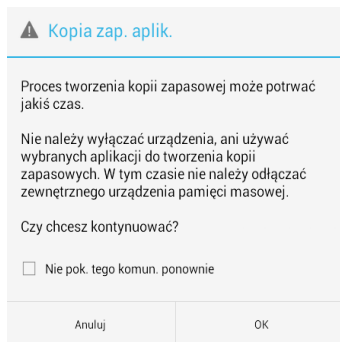 Kopia zap. aplik.
Proces tworzenia kopii zapasowej może potrwać
jakiś czas.
Nie należy wyłączać urządzenia, ani używać
wybranych aplikacji do tworzenia kopii
zapasowych. W tym czasie nie należy odłączać
zewnętrznego urządzenia pamięci masowej.
Czy chcesz kontynuować?
Nie pok. tego komun. ponownie
Anuluj
OK